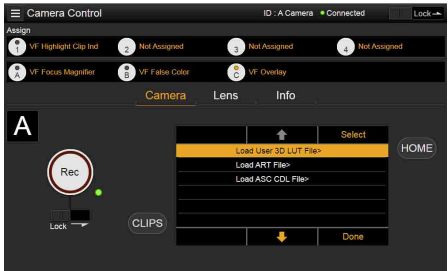 Camera Control
ID : A Camera
Connected
Lock
Assign
1
VF Highlight Clip Ind
2
Not Assigned
3
Not Assigned
4
Not Assigned
A
VF Focus Magnifier
B
VF False Color
C
VF Overlay
Camera
Lens
Info
A
Select
Load User 3D LUT File>
HOME
Load ART File>
Rec
Load ASC CDL File>
CLIPS
Lock
Done